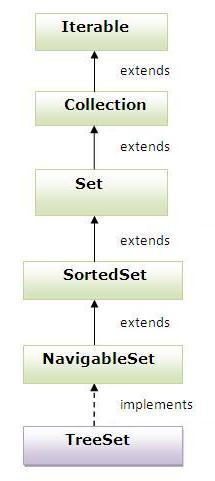 Iterable
extends
Collection
extends
Set
extends
SortedSet
extends
NavigableSet
implements
TreeSet